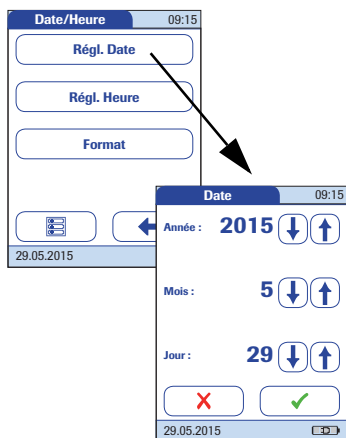 Date/Heure 09:15
Régl. Date
Régl. Heure
Format
29.05.2015
Date 09:15
Année : 2015
Mois : 5
Jour : 29
29.05.2015